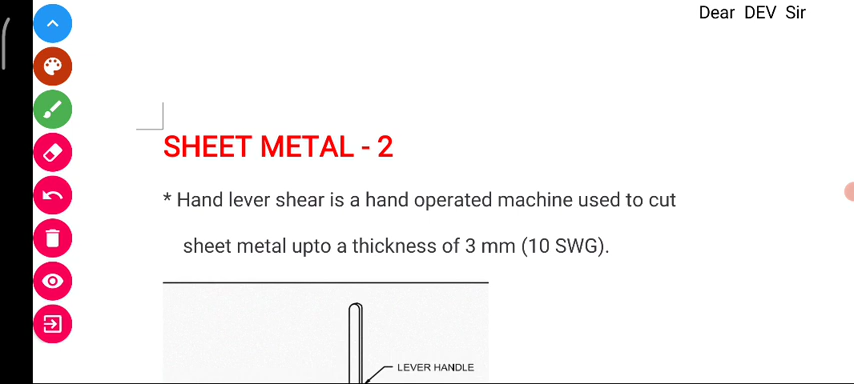 Dear DEV Sir
SHEET METAL - 2
* Hand lever shear is a hand operated machine used to cut
sheet metal upto a thickness of 3 mm (10 SWG).
LEVER HANDLE